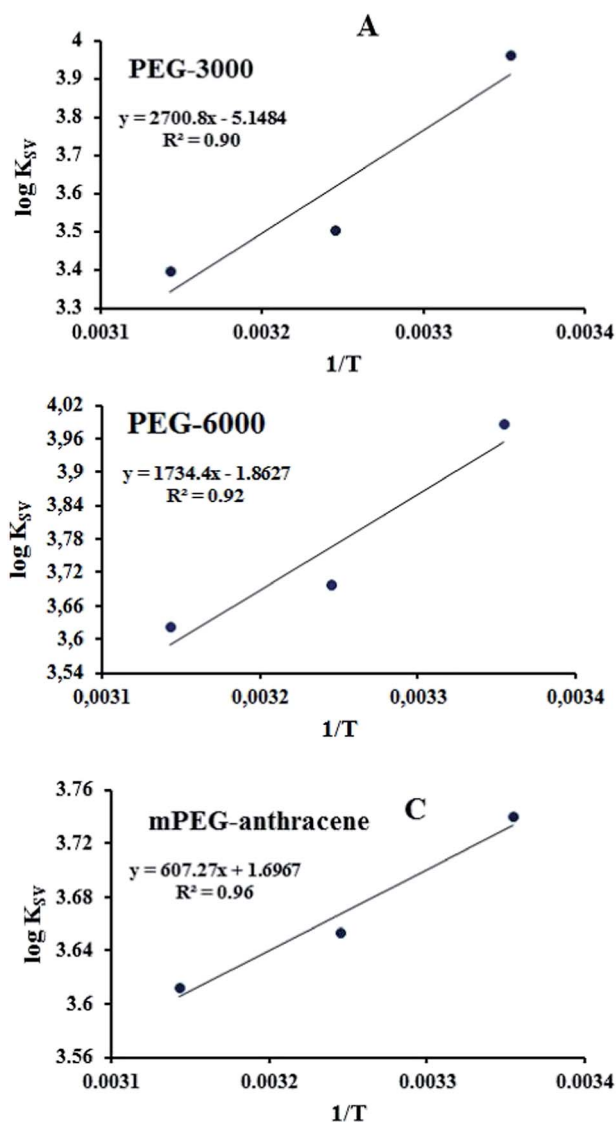 A
PEG-3000
y = 2700.8x - 5.1484
R² = 0.90
log K_SV
4
3.9
3.8
3.7
3.6
3.5
3.4
3.3
0.0031 0.0032 0.0033 0.0034
1/T
PEG-6000
y = 1734.4x - 1.8627
R² = 0.92
log K_SV
4,02
3,96
3,9
3,84
3,78
3,72
3,66
3,6
3,54
0,0031 0,0032 0,0033 0,0034
1/T
mPEG-anthracene C
y = 607.27x + 1.6967
R² = 0.96
log K_SV
3.76
3.72
3.68
3.64
3.6
3.56
0.0031 0.0032 0.0033 0.0034
1/T